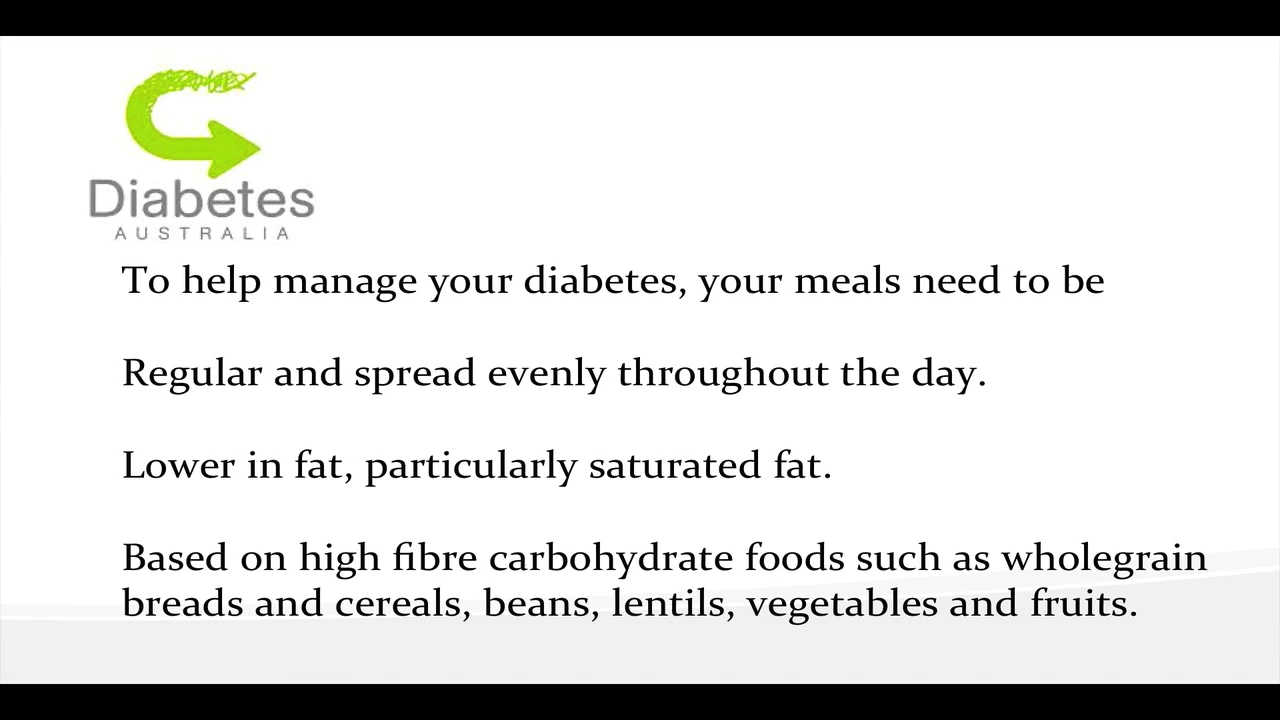 Diabetes
AUSTRALIA
To help manage your diabetes, your meals need to be
Regular and spread evenly throughout the day.
Lower in fat, particularly saturated fat.
Based on high fibre carbohydrate foods such as wholegrain
breads and cereals, beans, lentils, vegetables and fruits.